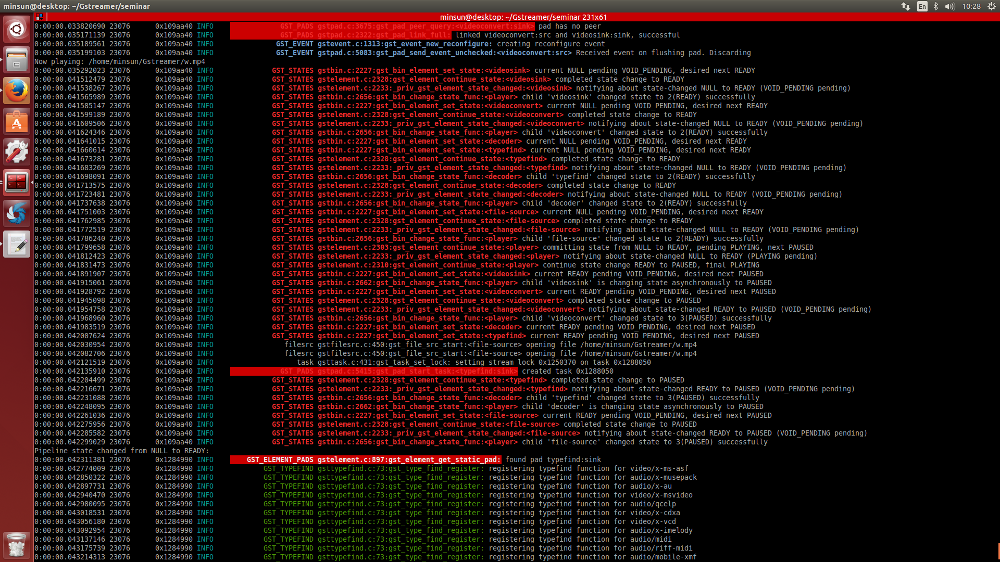 minsun@desktop: ~/Gstreamer/seminar
En
10:28
minsun@desktop: ~/Gstreamer/seminar 231x61
0:00:00.033820690 23076 0x109aa40 INFO GST_PADS gstpad.c:3675:gst_pad_peer_query:<videoconvert:sink> pad has no peer
0:00:00.035171139 23076 0x109aa40 INFO GST_PADS gstpad.c:2322:gst_pad_link_full: linked videoconvert:src and videosink:sink, successful
0:00:00.035189561 23076 0x109aa40 INFO GST_EVENT gstevent.c:1313:gst_event_new_reconfigure: creating reconfigure event
0:00:00.035199103 23076 0x109aa40 INFO GST_EVENT gstpad.c:5083:gst_pad_send_event_unchecked:<videoconvert:src> Received event on flushing pad. Discarding
Now playing: /home/minsun/Gstreamer/w.mp4
0:00:00.035292023 23076 0x109aa40 INFO GST_STATES gstbin.c:2227:gst_bin_element_set_state:<videosink> current NULL pending VOID_PENDING, desired next READY
0:00:00.041512479 23076 0x109aa40 INFO GST_STATES gstelement.c:2328:gst_element_continue_state:<videosink> completed state change to READY
0:00:00.041538267 23076 0x109aa40 INFO GST_STATES gstelement.c:2233:_priv_gst_element_state_changed:<videosink> notifying about state-changed NULL to READY (VOID_PENDING pending)
0:00:00.041565989 23076 0x109aa40 INFO GST_STATES gstbin.c:2656:gst_bin_change_state_func:<player> child 'videosink' changed state to 2(READY) successfully
0:00:00.041585147 23076 0x109aa40 INFO GST_STATES gstbin.c:2227:gst_bin_element_set_state:<videoconvert> current NULL pending VOID_PENDING, desired next READY
0:00:00.041599189 23076 0x109aa40 INFO GST_STATES gstelement.c:2328:gst_element_continue_state:<videoconvert> completed state change to READY
0:00:00.041609506 23076 0x109aa40 INFO GST_STATES gstelement.c:2233:_priv_gst_element_state_changed:<videoconvert> notifying about state-changed NULL to READY (VOID_PENDING pending)
0:00:00.041624346 23076 0x109aa40 INFO GST_STATES gstbin.c:2656:gst_bin_change_state_func:<player> child 'videoconvert' changed state to 2(READY) successfully
0:00:00.041641015 23076 0x109aa40 INFO GST_STATES gstbin.c:2227:gst_bin_element_set_state:<decoder> current NULL pending VOID_PENDING, desired next READY
0:00:00.041660614 23076 0x109aa40 INFO GST_STATES gstbin.c:2227:gst_bin_element_set_state:<typefind> current NULL pending VOID_PENDING, desired next READY
0:00:00.041673281 23076 0x109aa40 INFO GST_STATES gstelement.c:2328:gst_element_continue_state:<typefind> completed state change to READY
0:00:00.041683269 23076 0x109aa40 INFO GST_STATES gstelement.c:2233:_priv_gst_element_state_changed:<typefind> notifying about state-changed NULL to READY (VOID_PENDING pending)
0:00:00.041698091 23076 0x109aa40 INFO GST_STATES gstbin.c:2656:gst_bin_change_state_func:<decoder> child 'typefind' changed state to 2(READY) successfully
0:00:00.041713575 23076 0x109aa40 INFO GST_STATES gstelement.c:2328:gst_element_continue_state:<decoder> completed state change to READY
0:00:00.041723481 23076 0x109aa40 INFO GST_STATES gstelement.c:2233:_priv_gst_element_state_changed:<decoder> notifying about state-changed NULL to READY (VOID_PENDING pending)
0:00:00.041737638 23076 0x109aa40 INFO GST_STATES gstbin.c:2656:gst_bin_change_state_func:<player> child 'decoder' changed state to 2(READY) successfully
0:00:00.041751003 23076 0x109aa40 INFO GST_STATES gstbin.c:2227:gst_bin_element_set_state:<file-source> current NULL pending VOID_PENDING, desired next READY
0:00:00.041762985 23076 0x109aa40 INFO GST_STATES gstelement.c:2328:gst_element_continue_state:<file-source> completed state change to READY
0:00:00.041772519 23076 0x109aa40 INFO GST_STATES gstelement.c:2233:_priv_gst_element_state_changed:<file-source> notifying about state-changed NULL to READY (VOID_PENDING pending)
0:00:00.041786240 23076 0x109aa40 INFO GST_STATES gstbin.c:2656:gst_bin_change_state_func:<player> child 'file-source' changed state to 2(READY) successfully
0:00:00.041799658 23076 0x109aa40 INFO GST_STATES gstelement.c:2303:gst_element_continue_state:<player> committing state from NULL to READY, pending PLAYING, next PAUSED
0:00:00.041812423 23076 0x109aa40 INFO GST_STATES gstelement.c:2233:_priv_gst_element_state_changed:<player> notifying about state-changed NULL to READY (PLAYING pending)
0:00:00.041831473 23076 0x109aa40 INFO GST_STATES gstelement.c:2310:gst_element_continue_state:<player> continue state change READY to PAUSED, final PLAYING
0:00:00.041891907 23076 0x109aa40 INFO GST_STATES gstbin.c:2227:gst_bin_element_set_state:<videosink> current READY pending VOID_PENDING, desired next PAUSED
0:00:00.041915061 23076 0x109aa40 INFO GST_STATES gstbin.c:2662:gst_bin_change_state_func:<player> child 'videosink' is changing state asynchronously to PAUSED
0:00:00.041928792 23076 0x109aa40 INFO GST_STATES gstbin.c:2227:gst_bin_element_set_state:<videoconvert> current READY pending VOID_PENDING, desired next PAUSED
0:00:00.041945098 23076 0x109aa40 INFO GST_STATES gstelement.c:2328:gst_element_continue_state:<videoconvert> completed state change to PAUSED
0:00:00.041954758 23076 0x109aa40 INFO GST_STATES gstelement.c:2233:_priv_gst_element_state_changed:<videoconvert> notifying about state-changed READY to PAUSED (VOID_PENDING pending)
0:00:00.041968960 23076 0x109aa40 INFO GST_STATES gstbin.c:2656:gst_bin_change_state_func:<player> child 'videoconvert' changed state to 3(PAUSED) successfully
0:00:00.041983519 23076 0x109aa40 INFO GST_STATES gstbin.c:2227:gst_bin_element_set_state:<decoder> current READY pending VOID_PENDING, desired next PAUSED
0:00:00.042007624 23076 0x109aa40 INFO GST_STATES gstbin.c:2227:gst_bin_element_set_state:<typefind> current READY pending VOID_PENDING, desired next PAUSED
0:00:00.042030954 23076 0x109aa40 INFO filesrc gstfilesrc.c:450:gst_file_src_start:<file-source> opening file /home/minsun/Gstreamer/w.mp4
0:00:00.042082706 23076 0x109aa40 INFO filesrc gstfilesrc.c:450:gst_file_src_start:<file-source> opening file /home/minsun/Gstreamer/w.mp4
0:00:00.042121519 23076 0x109aa40 INFO task gsttask.c:431:gst_task_set_lock: setting stream lock 0x1250370 on task 0x1288050
0:00:00.042135910 23076 0x109aa40 INFO GST_PADS gstpad.c:5415:gst_pad_start_task:<typefind:sink> created task 0x1288050
0:00:00.042204499 23076 0x109aa40 INFO GST_STATES gstelement.c:2328:gst_element_continue_state:<typefind> completed state change to PAUSED
0:00:00.042216671 23076 0x109aa40 INFO GST_STATES gstelement.c:2233:_priv_gst_element_state_changed:<typefind> notifying about state-changed READY to PAUSED (VOID_PENDING pending)
0:00:00.042231088 23076 0x109aa40 INFO GST_STATES gstbin.c:2656:gst_bin_change_state_func:<decoder> child 'typefind' changed state to 3(PAUSED) successfully
0:00:00.042248095 23076 0x109aa40 INFO GST_STATES gstbin.c:2662:gst_bin_change_state_func:<player> child 'decoder' is changing state asynchronously to PAUSED
0:00:00.042261036 23076 0x109aa40 INFO GST_STATES gstbin.c:2227:gst_bin_element_set_state:<file-source> current READY pending VOID_PENDING, desired next PAUSED
0:00:00.042275956 23076 0x109aa40 INFO GST_STATES gstelement.c:2328:gst_element_continue_state:<file-source> completed state change to PAUSED
0:00:00.042285582 23076 0x109aa40 INFO GST_STATES gstelement.c:2233:_priv_gst_element_state_changed:<file-source> notifying about state-changed READY to PAUSED (VOID_PENDING pending)
0:00:00.042299029 23076 0x109aa40 INFO GST_STATES gstbin.c:2656:gst_bin_change_state_func:<player> child 'file-source' changed state to 3(PAUSED) successfully
Pipeline state changed from NULL to READY:
0:00:00.042311381 23076 0x1284990 INFO GST_ELEMENT_PADS gstelement.c:897:gst_element_get_static_pad: found pad typefind:sink
0:00:00.042774009 23076 0x1284990 INFO GST_TYPEFIND gsttypefind.c:73:gst_type_find_register: registering typefind function for video/x-ms-asf
0:00:00.042850322 23076 0x1284990 INFO GST_TYPEFIND gsttypefind.c:73:gst_type_find_register: registering typefind function for audio/x-musepack
0:00:00.042897731 23076 0x1284990 INFO GST_TYPEFIND gsttypefind.c:73:gst_type_find_register: registering typefind function for audio/x-au
0:00:00.042940470 23076 0x1284990 INFO GST_TYPEFIND gsttypefind.c:73:gst_type_find_register: registering typefind function for video/x-msvideo
0:00:00.042980095 23076 0x1284990 INFO GST_TYPEFIND gsttypefind.c:73:gst_type_find_register: registering typefind function for audio/qcelp
0:00:00.043018531 23076 0x1284990 INFO GST_TYPEFIND gsttypefind.c:73:gst_type_find_register: registering typefind function for video/x-cdxa
0:00:00.043056180 23076 0x1284990 INFO GST_TYPEFIND gsttypefind.c:73:gst_type_find_register: registering typefind function for video/x-vcd
0:00:00.043092954 23076 0x1284990 INFO GST_TYPEFIND gsttypefind.c:73:gst_type_find_register: registering typefind function for audio/x-imelody
0:00:00.043137146 23076 0x1284990 INFO GST_TYPEFIND gsttypefind.c:73:gst_type_find_register: registering typefind function for audio/midi
0:00:00.043175739 23076 0x1284990 INFO GST_TYPEFIND gsttypefind.c:73:gst_type_find_register: registering typefind function for audio/riff-midi
0:00:00.043214313 23076 0x1284990 INFO GST_TYPEFIND gsttypefind.c:73:gst_type_find_register: registering typefind function for audio/mobile-xmf